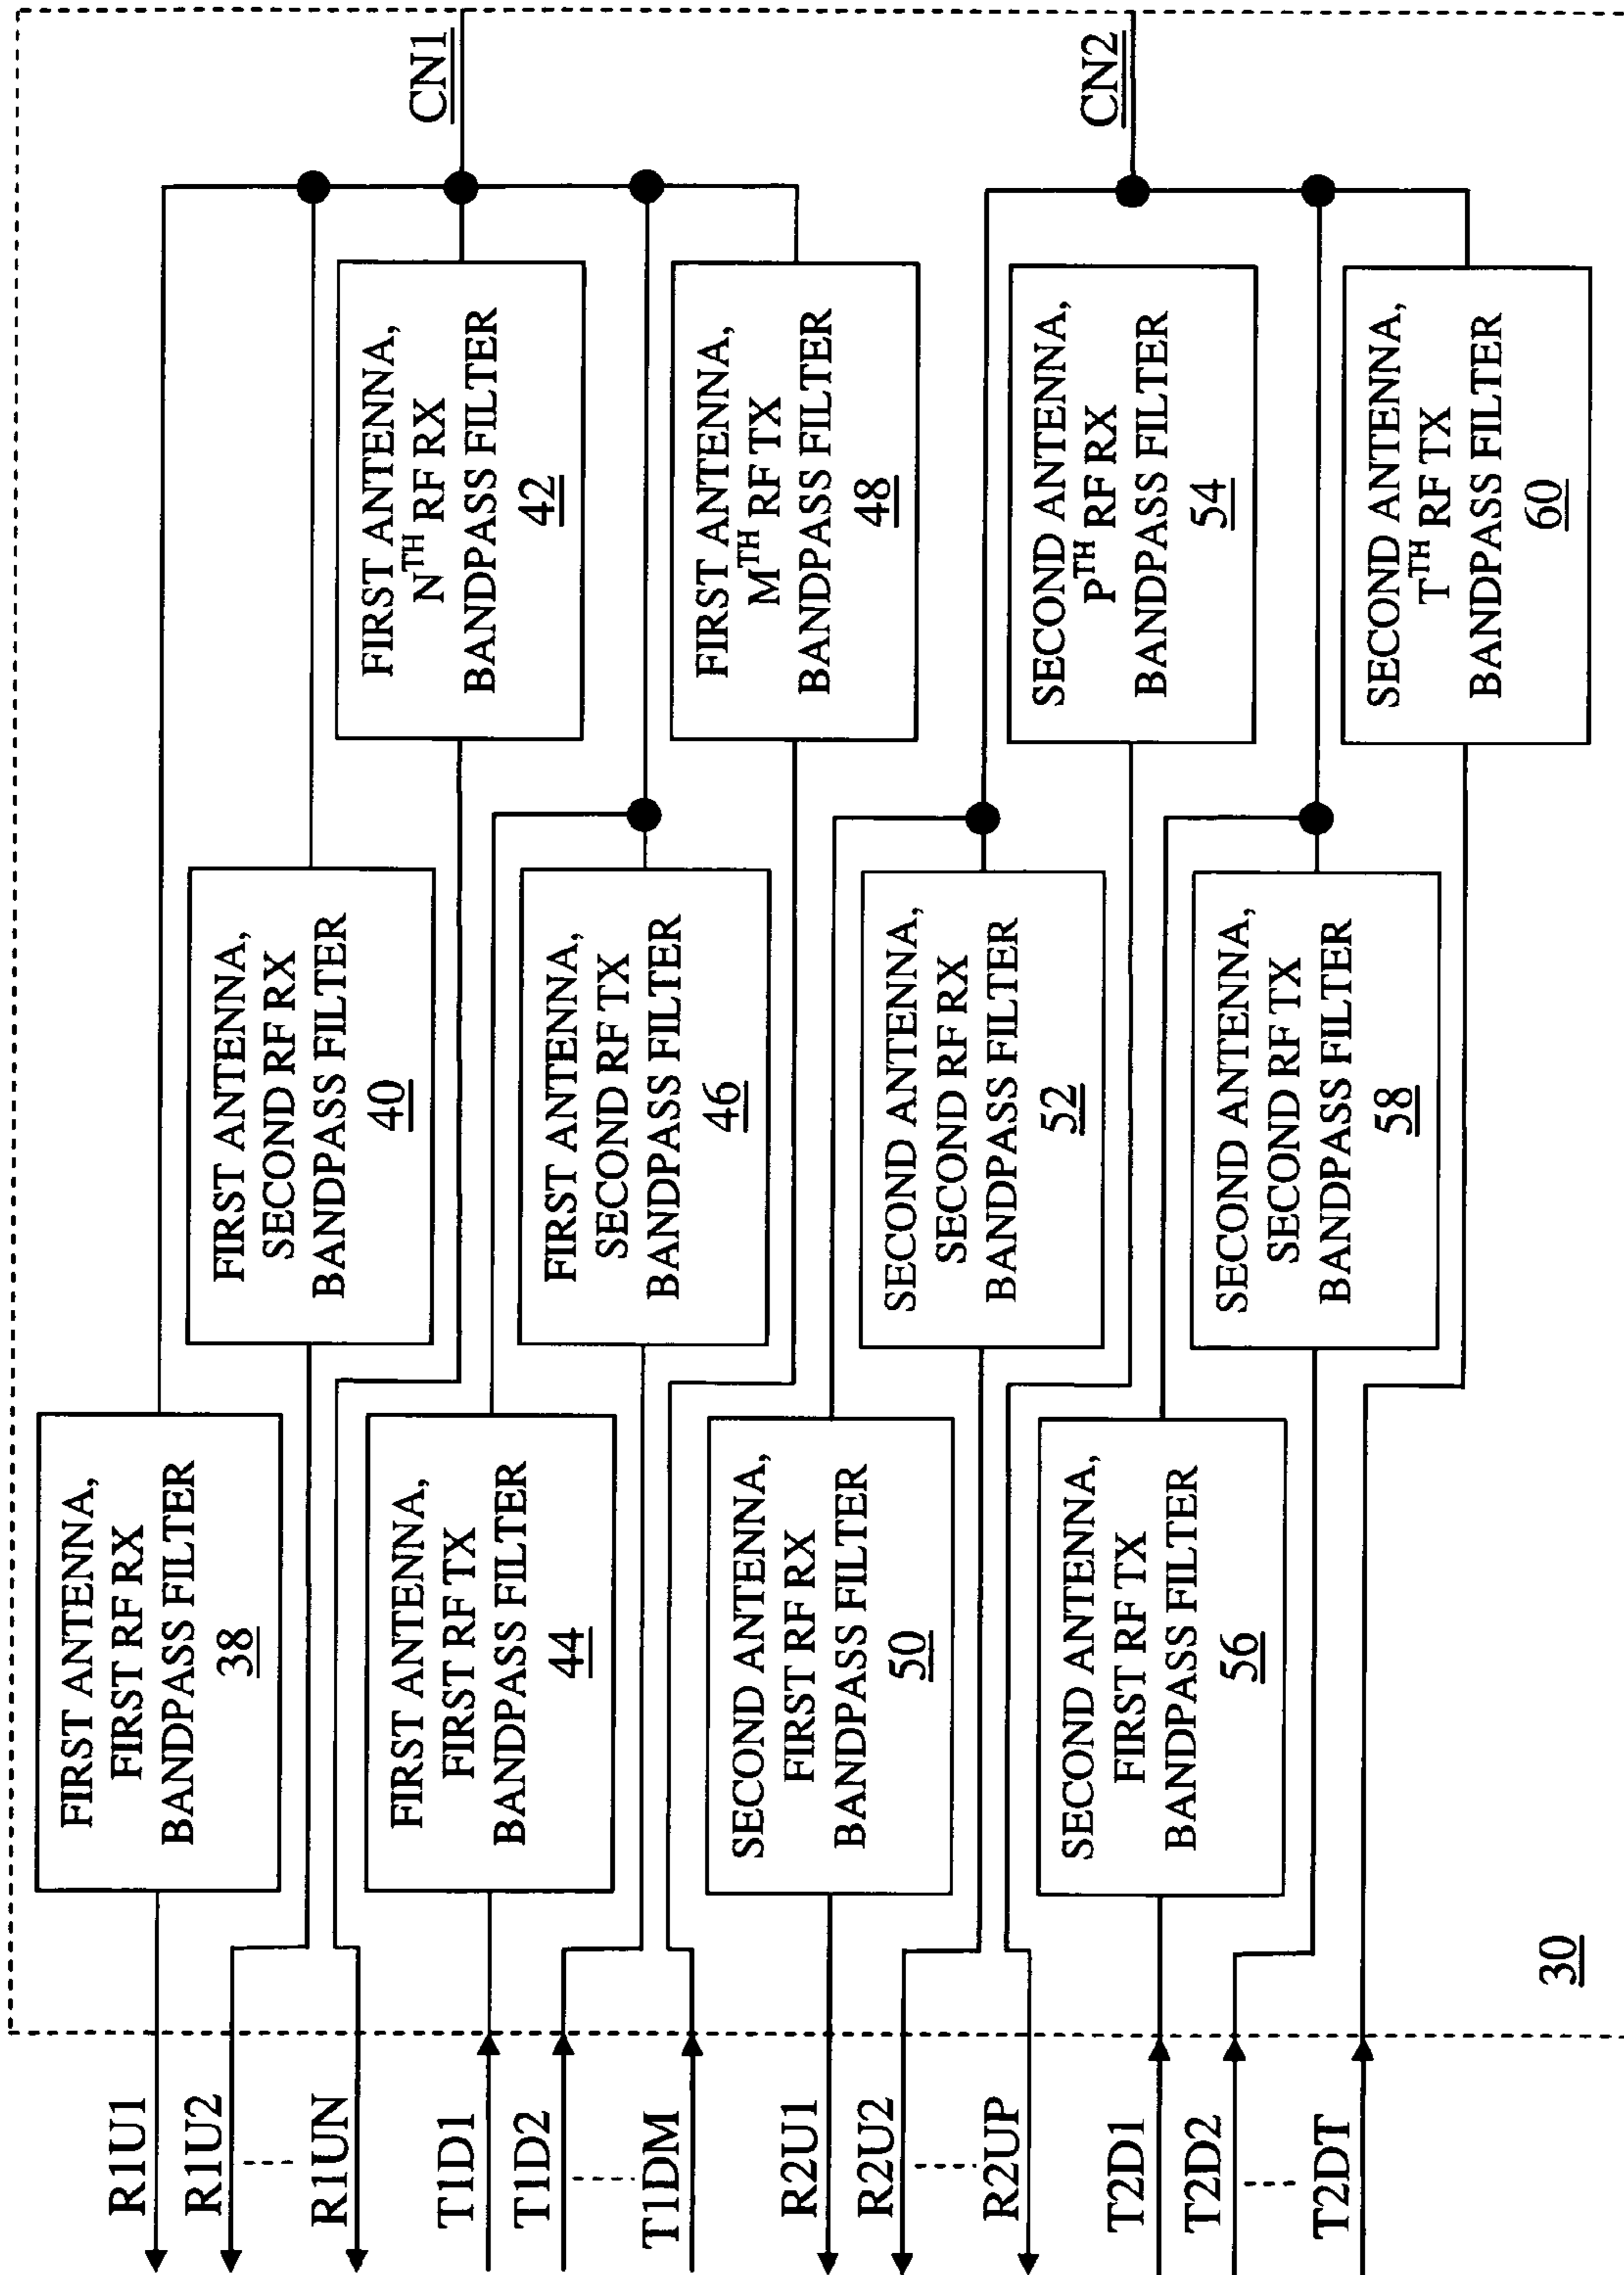 CN1
CN2
FIRST ANTENNA,
N^TH RF RX
BANDPASS FILTER
42
FIRST ANTENNA,
M^TH RF TX
BANDPASS FILTER
48
SECOND ANTENNA,
P^TH RF RX
BANDPASS FILTER
54
SECOND ANTENNA,
T^TH RF TX
BANDPASS FILTER
60
FIRST ANTENNA,
SECOND RF RX
BANDPASS FILTER
40
FIRST ANTENNA,
SECOND RF TX
BANDPASS FILTER
46
SECOND ANTENNA,
SECOND RF RX
BANDPASS FILTER
52
SECOND ANTENNA,
SECOND RF TX
BANDPASS FILTER
58
FIRST ANTENNA,
FIRST RF RX
BANDPASS FILTER
38
FIRST ANTENNA,
FIRST RF TX
BANDPASS FILTER
44
SECOND ANTENNA,
FIRST RF RX
BANDPASS FILTER
50
SECOND ANTENNA,
FIRST RF TX
BANDPASS FILTER
56
30
R1U1
R1U2
R1UN
T1D1
T1D2
T1DM
R2U1
R2U2
R2UP
T2D1
T2D2
T2DT